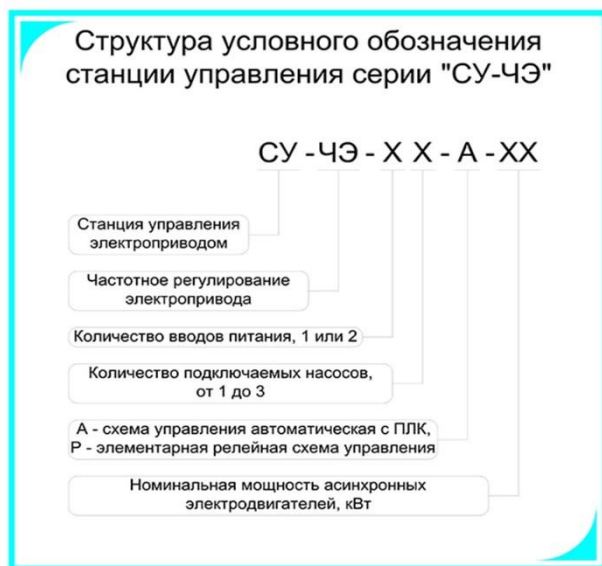 Структура условного обозначения
станции управления серии "СУ-ЧЭ"
СУ - ЧЭ - Х Х - А - ХХ
Станция управления
электроприводом
Частотное регулирование
электропривода
Количество вводов питания, 1 или 2
Количество подключаемых насосов,
от 1 до 3
А - схема управления автоматическая с ПЛК,
Р - элементарная релейная схема управления
Номинальная мощность асинхронных
электродвигателей, кВт